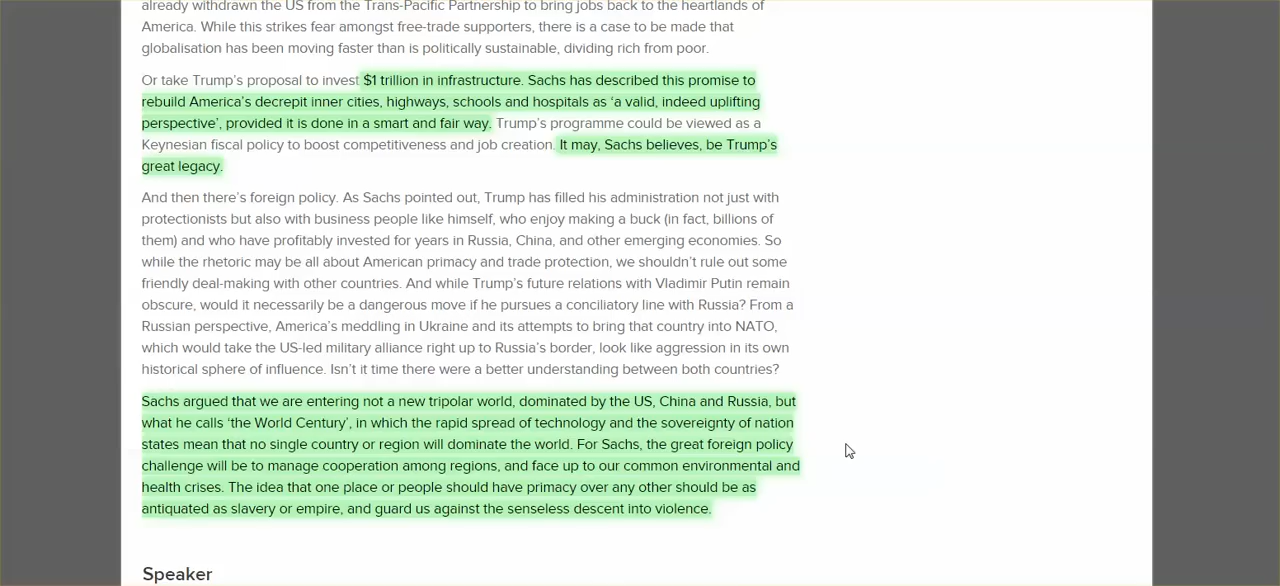 already withdrawn the US from the Trans-Pacific Partnership to bring jobs back to the heartlands of
America. While this strikes fear amongst free-trade supporters, there is a case to be made that
globalisation has been moving faster than is politically sustainable, dividing rich from poor.
Or take Trump's proposal to invest $1 trillion in infrastructure. Sachs has described this promise to
rebuild America's decrepit inner cities, highways, schools and hospitals as ‘a valid, indeed uplifting
perspective’, provided it is done in a smart and fair way. Trump's programme could be viewed as a
Keynesian fiscal policy to boost competitiveness and job creation. It may, Sachs believes, be Trump's
great legacy.
And then there's foreign policy. As Sachs pointed out, Trump has filled his administration not just with
protectionists but also with business people like himself, who enjoy making a buck (in fact, billions of
them) and who have profitably invested for years in Russia, China, and other emerging economies. So
while the rhetoric may be all about American primacy and trade protection, we shouldn't rule out some
friendly deal-making with other countries. And while Trump's future relations with Vladimir Putin remain
obscure, would it necessarily be a dangerous move if he pursues a conciliatory line with Russia? From a
Russian perspective, America's meddling in Ukraine and its attempts to bring that country into NATO,
which would take the US-led military alliance right up to Russia's border, look like aggression in its own
historical sphere of influence. Isn't it time there were a better understanding between both countries?
Sachs argued that we are entering not a new tripolar world, dominated by the US, China and Russia, but
what he calls ‘the World Century’, in which the rapid spread of technology and the sovereignty of nation
states mean that no single country or region will dominate the world. For Sachs, the great foreign policy
challenge will be to manage cooperation among regions, and face up to our common environmental and
health crises. The idea that one place or people should have primacy over any other should be as
antiquated as slavery or empire, and guard us against the senseless descent into violence.
Speaker